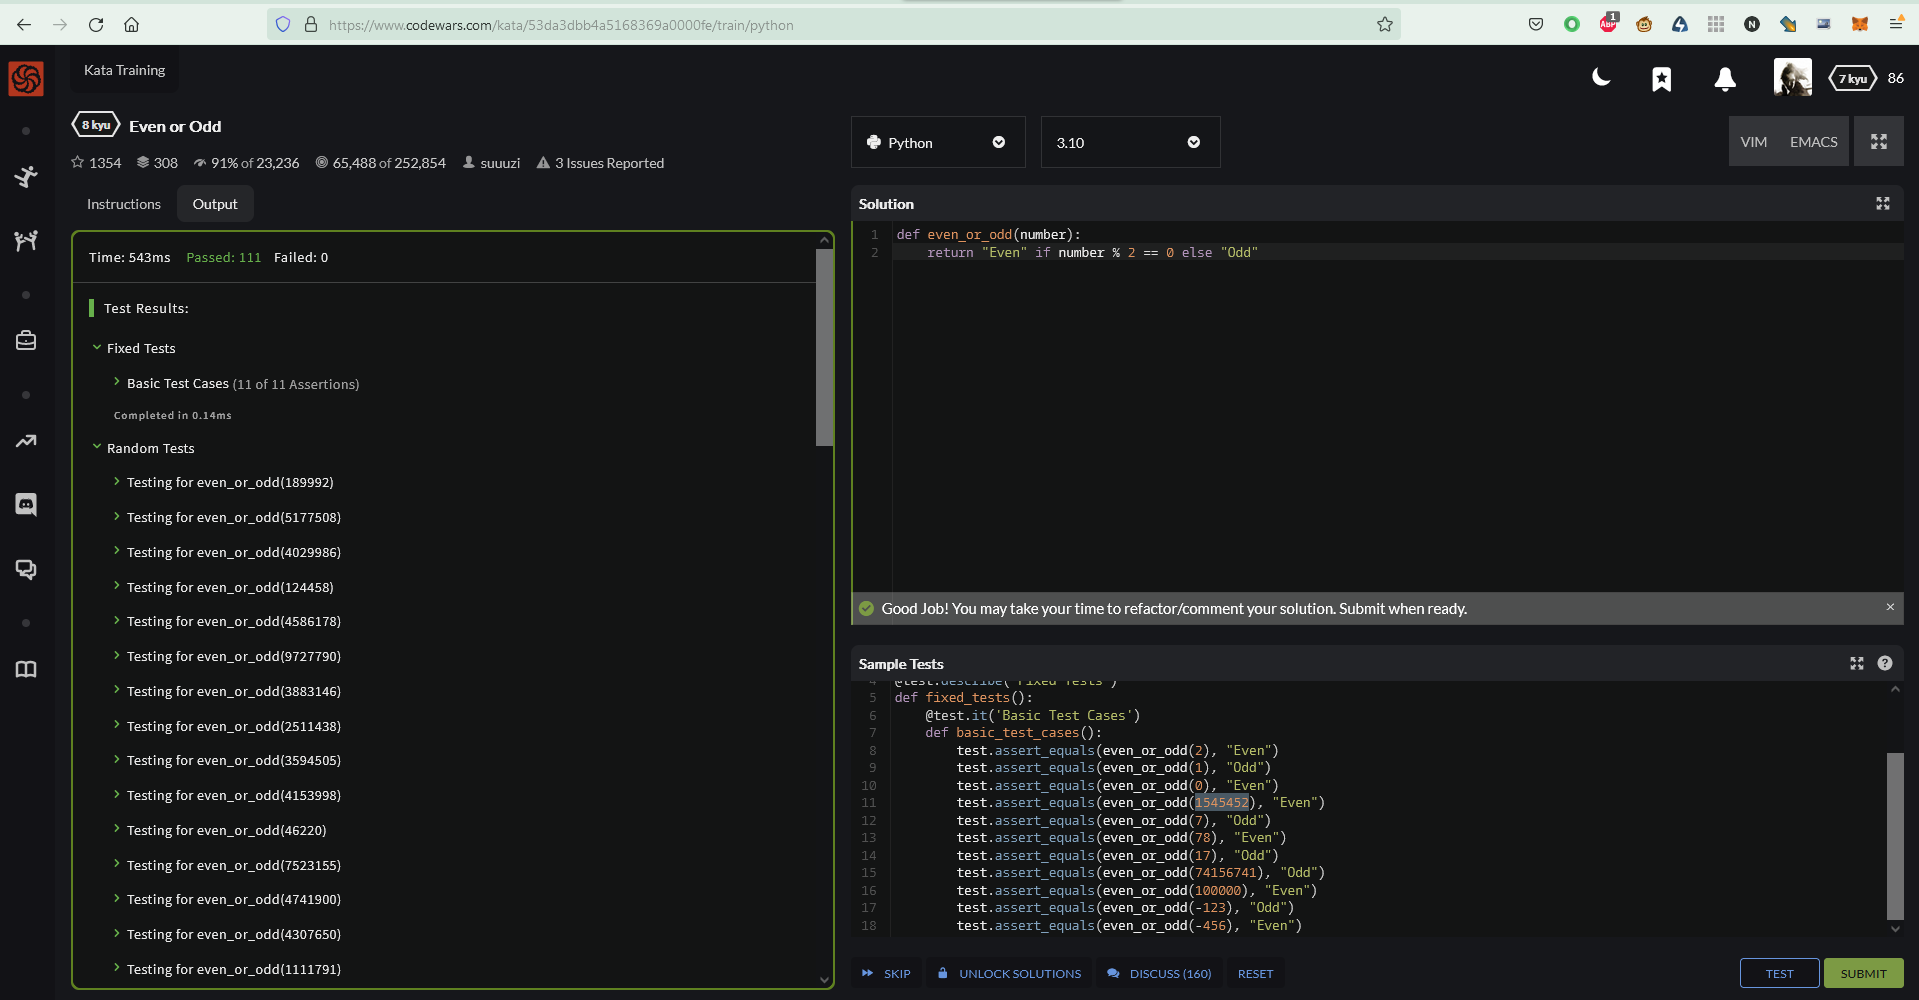 https://www.codewars.com/kata/53da3dbb4a5168369a0000fe/train/python
ABP
1
N
Kata Training
7 kyu
86
8 kyu
Even or Odd
1354
308
91% of 23,236
65,488 of 252,854
suuuzi
3 Issues Reported
Python
3.10
VIM
EMACS
Instructions
Output
Time: 543ms Passed: 111 Failed: 0
Test Results:
Fixed Tests
Basic Test Cases (11 of 11 Assertions)
Completed in 0.14ms
Random Tests
Testing for even_or_odd(189992)
Testing for even_or_odd(5177508)
Testing for even_or_odd(4029986)
Testing for even_or_odd(124458)
Testing for even_or_odd(4586178)
Testing for even_or_odd(9727790)
Testing for even_or_odd(3883146)
Testing for even_or_odd(2511438)
Testing for even_or_odd(3594505)
Testing for even_or_odd(4153998)
Testing for even_or_odd(46220)
Testing for even_or_odd(7523155)
Testing for even_or_odd(4741900)
Testing for even_or_odd(4307650)
Testing for even_or_odd(1111791)
Solution
1 def even_or_odd(number):
2 return "Even" if number % 2 == 0 else "Odd"
Good Job! You may take your time to refactor/comment your solution. Submit when ready.
Sample Tests
4 @test.describe('Fixed Tests')
5 def fixed_tests():
6 @test.it('Basic Test Cases')
7 def basic_test_cases():
8 test.assert_equals(even_or_odd(2), "Even")
9 test.assert_equals(even_or_odd(1), "Odd")
10 test.assert_equals(even_or_odd(0), "Even")
11 test.assert_equals(even_or_odd(1545452), "Even")
12 test.assert_equals(even_or_odd(7), "Odd")
13 test.assert_equals(even_or_odd(78), "Even")
14 test.assert_equals(even_or_odd(17), "Odd")
15 test.assert_equals(even_or_odd(74156741), "Odd")
16 test.assert_equals(even_or_odd(100000), "Even")
17 test.assert_equals(even_or_odd(-123), "Odd")
18 test.assert_equals(even_or_odd(-456), "Even")
SKIP
UNLOCK SOLUTIONS
DISCUSS (160)
RESET
TEST
SUBMIT